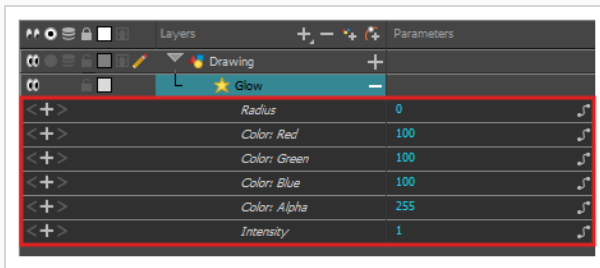 Layers Parameters
Drawing
Glow
Radius 0
Color: Red 100
Color: Green 100
Color: Blue 100
Color: Alpha 255
Intensity 1